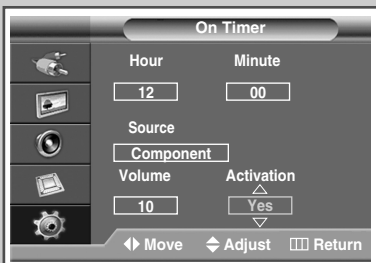 On Timer
Hour Minute
12 00
Source
Component
Volume Activation
10 Yes
Move Adjust Return